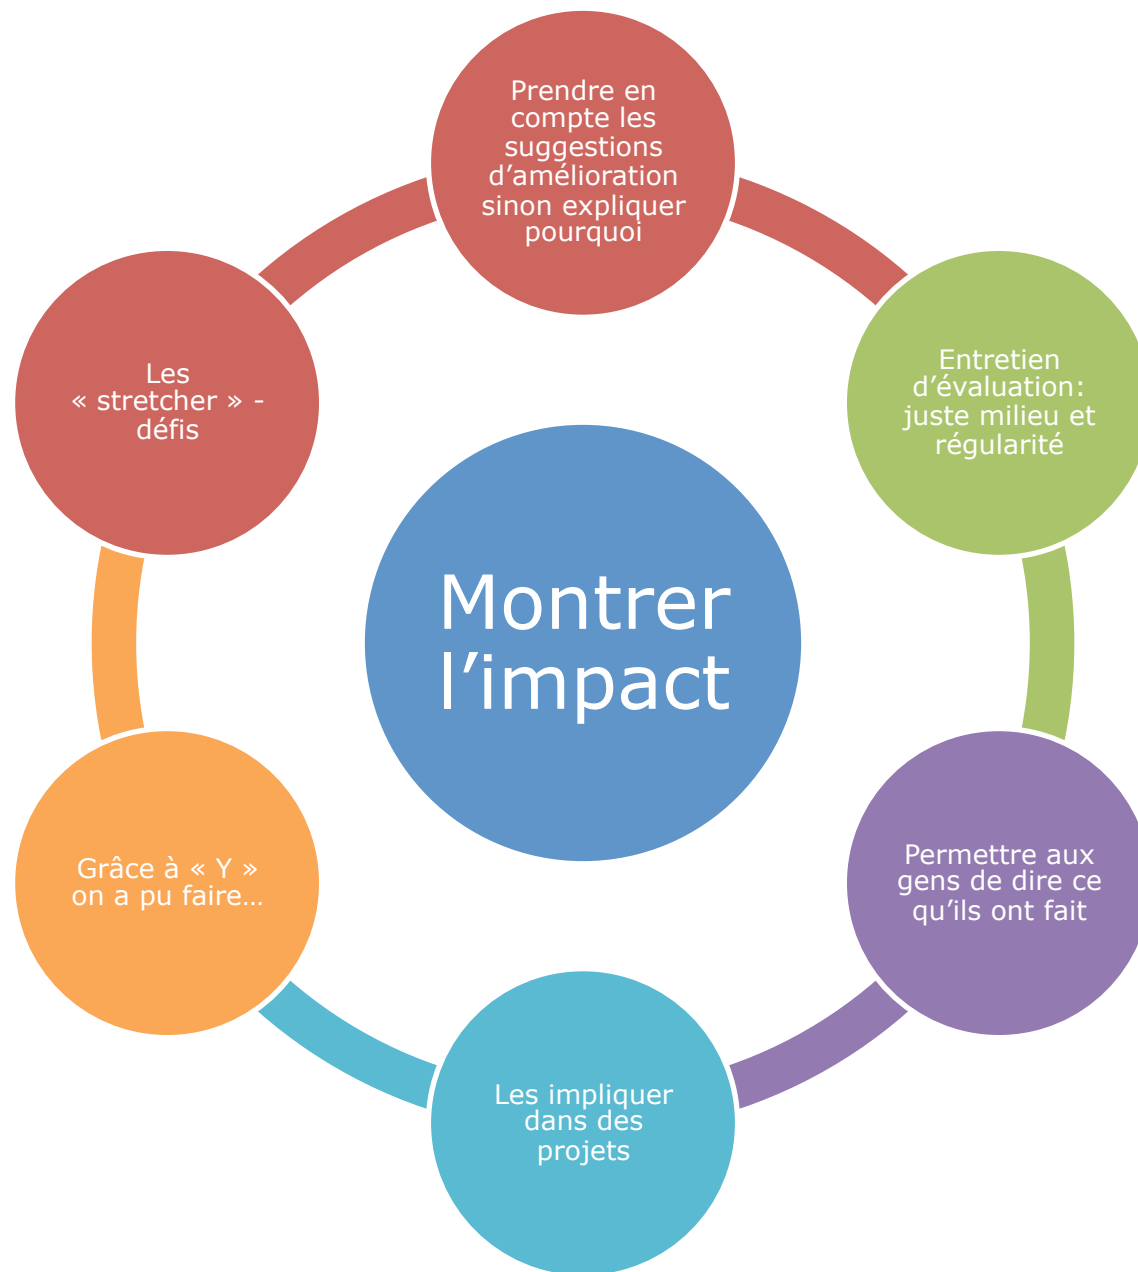 Prendre en
compte les
suggestions
d’amélioration
sinon expliquer
pourquoi
Entretien
d’évaluation:
juste milieu et
régularité
Permettre aux
gens de dire ce
qu’ils ont fait
Les impliquer
dans des
projets
Grâce à « Y »
on a pu faire…
Les
« stretcher » -
défis
Montrer
l’impact